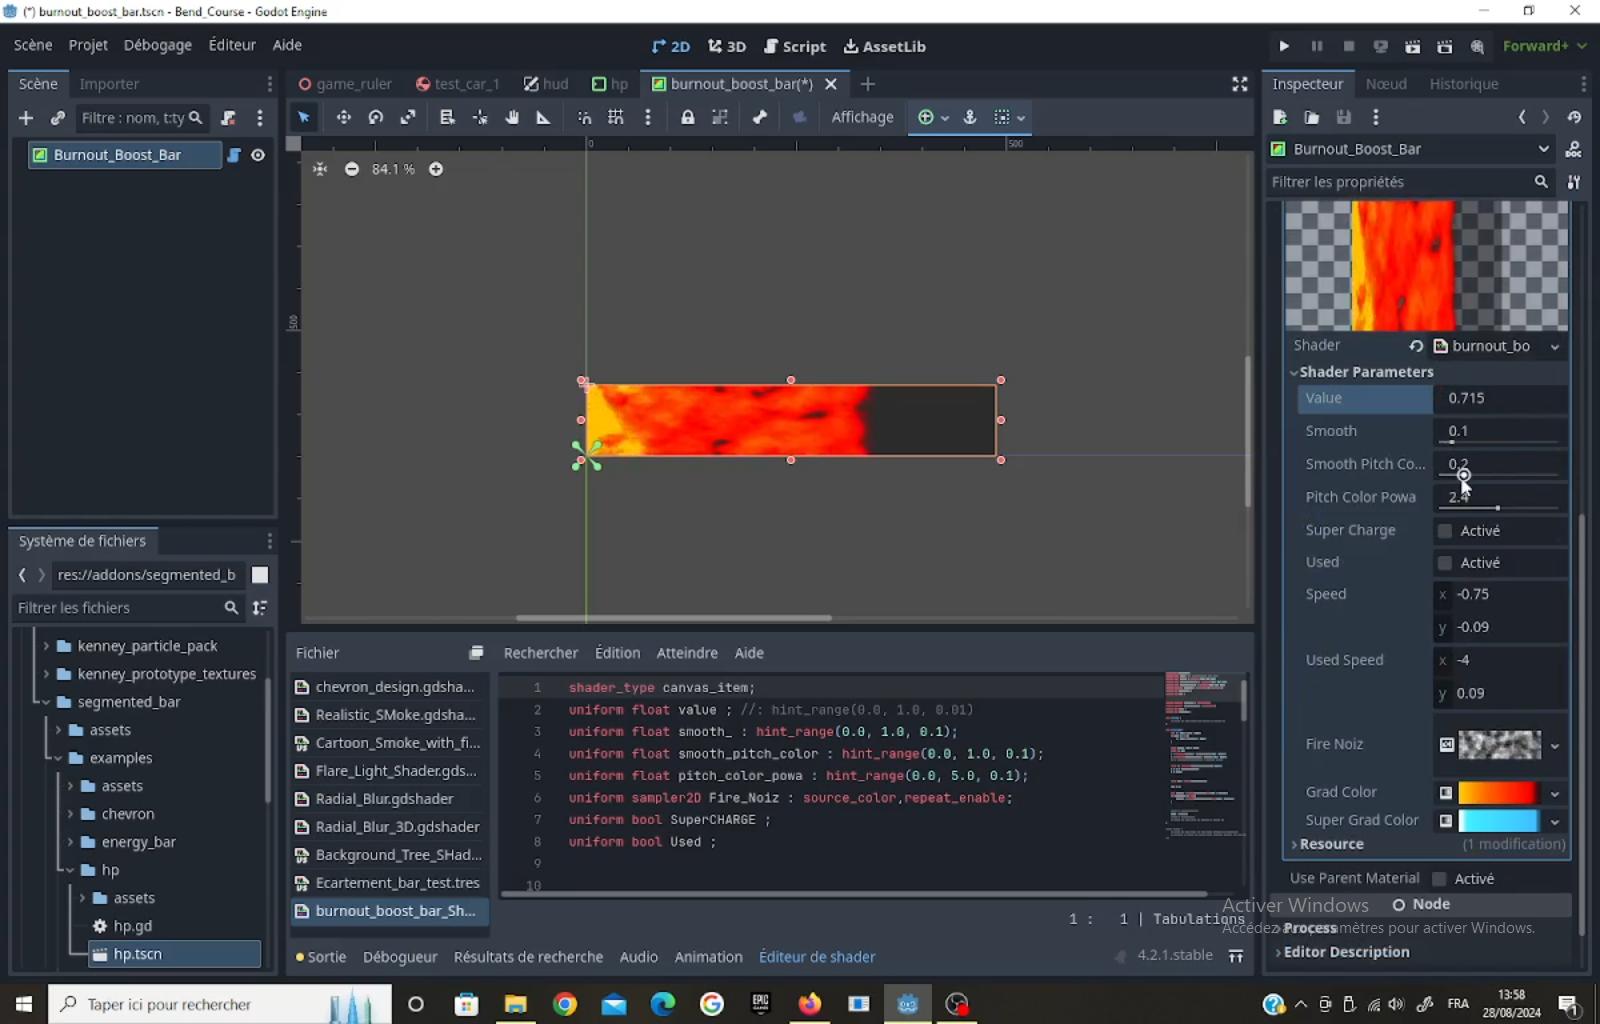 (*) burnout_boost_bar.tscn - Bend_Course - Godot Engine
Scène Projet Débogage Éditeur Aide
2D 3D Script AssetLib
Forward+
Scène Importer
game_ruler test_car_1 hud hp burnout_boost_bar(*)
Inspecteur Nœud Historique
Filtre : nom, t:ty
Affichage
Burnout_Boost_Bar
Burnout_Boost_Bar
Filtrer les propriétés
0 500
84.1 %
500
Shader burnout_bo
Shader Parameters
Value 0.715
Smooth 0.1
Smooth Pitch Co... 0.2
Pitch Color Powa 2.4
Super Charge Activé
Used Activé
Speed x -0.75
y -0.09
Used Speed x -4
y 0.09
Fire Noiz
Grad Color
Super Grad Color
Resource (1 modification)
Use Parent Material Activé
Node
Process
Editor Description
Activer Windows
Accédez aux paramètres pour activer Windows.
Système de fichiers
res://addons/segmented_b
Filtrer les fichiers
kenney_particle_pack
kenney_prototype_textures
segmented_bar
assets
examples
assets
chevron
energy_bar
hp
assets
hp.gd
hp.tscn
Fichier Rechercher Édition Atteindre Aide
chevron_design.gdsha...
Realistic_SMoke.gdsha...
Cartoon_Smoke_with_fi...
Flare_Light_Shader.gds...
Radial_Blur.gdshader
Radial_Blur_3D.gdshader
Background_Tree_SHad...
Ecartement_bar_test.tres
burnout_boost_bar_Sh...
1 shader_type canvas_item;
2 uniform float value ; //: hint_range(0.0, 1.0, 0.01)
3 uniform float smooth_ : hint_range(0.0, 1.0, 0.1);
4 uniform float smooth_pitch_color : hint_range(0.0, 1.0, 0.1);
5 uniform float pitch_color_powa : hint_range(0.0, 5.0, 0.1);
6 uniform sampler2D Fire_Noiz : source_color,repeat_enable;
7 uniform bool SuperCHARGE ;
8 uniform bool Used ;
9
10
1 : 1 | Tabulations
Sortie Débogueur Résultats de recherche Audio Animation Éditeur de shader
4.2.1.stable
Taper ici pour rechercher
EPIC GAMES
FRA
13:58
28/08/2024
1